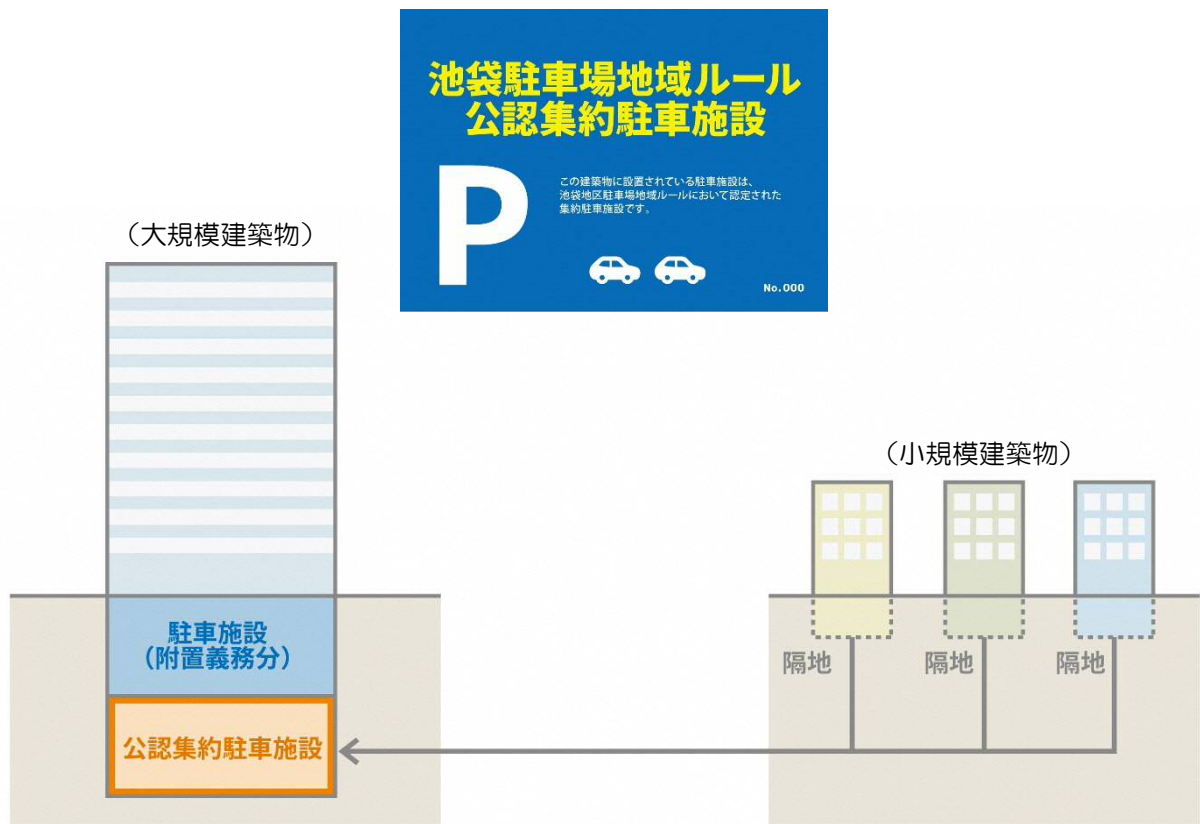 池袋駐車場地域ルール
公認集約駐車施設
P
この建築物に設置されている駐車施設は、
池袋地区駐車場地域ルールにおいて認定された
集約駐車施設です。
No.000
（大規模建築物）
（小規模建築物）
駐車施設
（附置義務分）
隔地
隔地
隔地
公認集約駐車施設